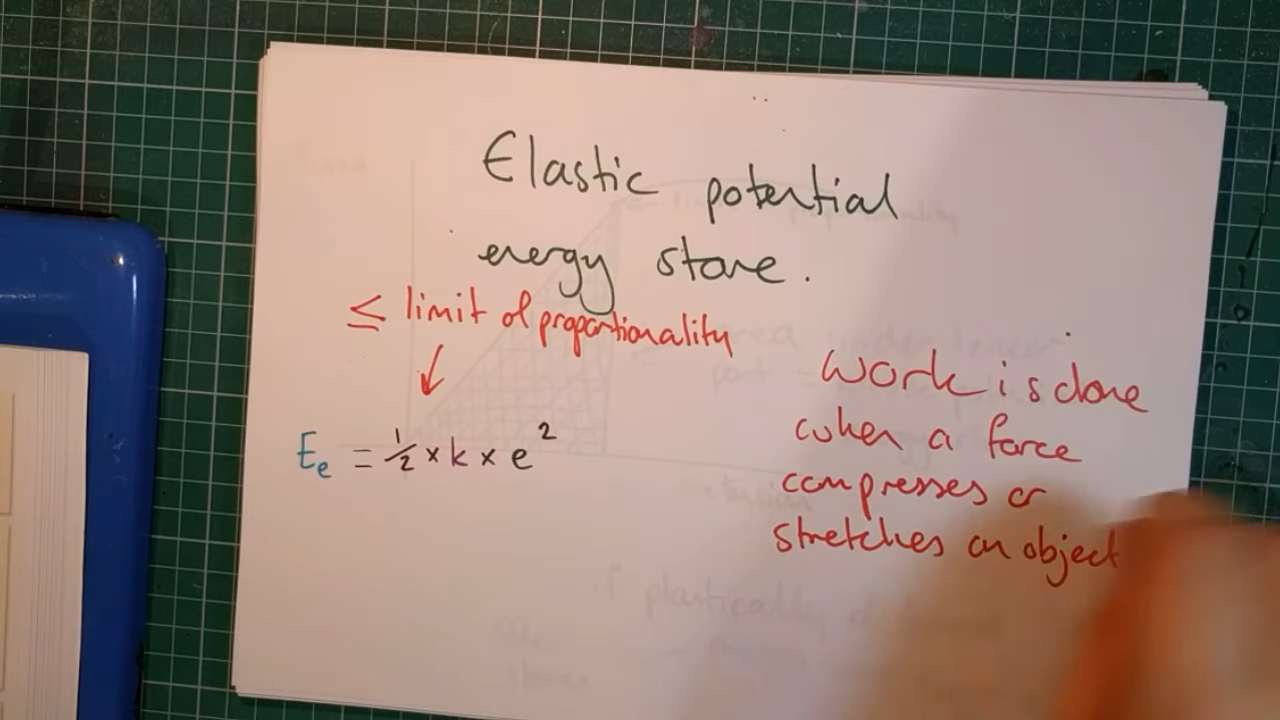 Elastic potential
energy store.
≤ limit of proportionality
↓
Ee = 1/2 × k × e²
Work is done
when a force
compresses or
stretches an object